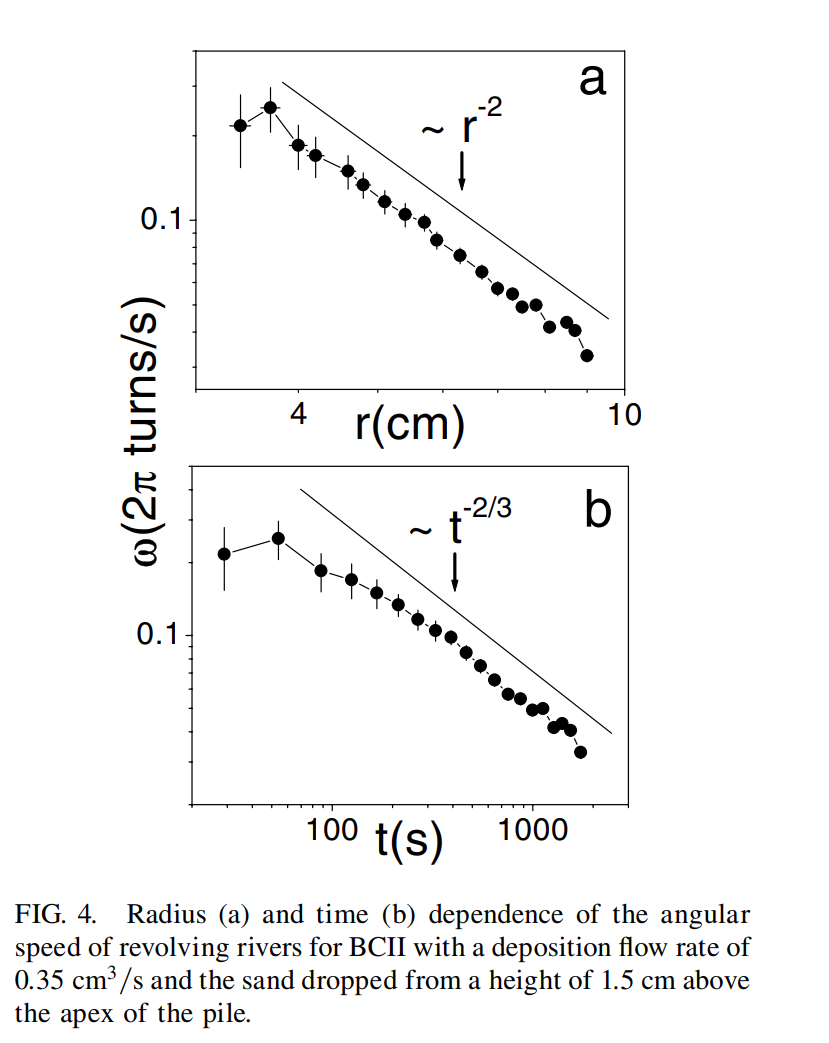 a
~ r^-2
0.1
4
10
r(cm)
ω(2π turns/s)
b
~ t^-2/3
0.1
100
1000
t(s)
FIG. 4. Radius (a) and time (b) dependence of the angular
speed of revolving rivers for BCII with a deposition flow rate of
0.35 cm³/s and the sand dropped from a height of 1.5 cm above
the apex of the pile.